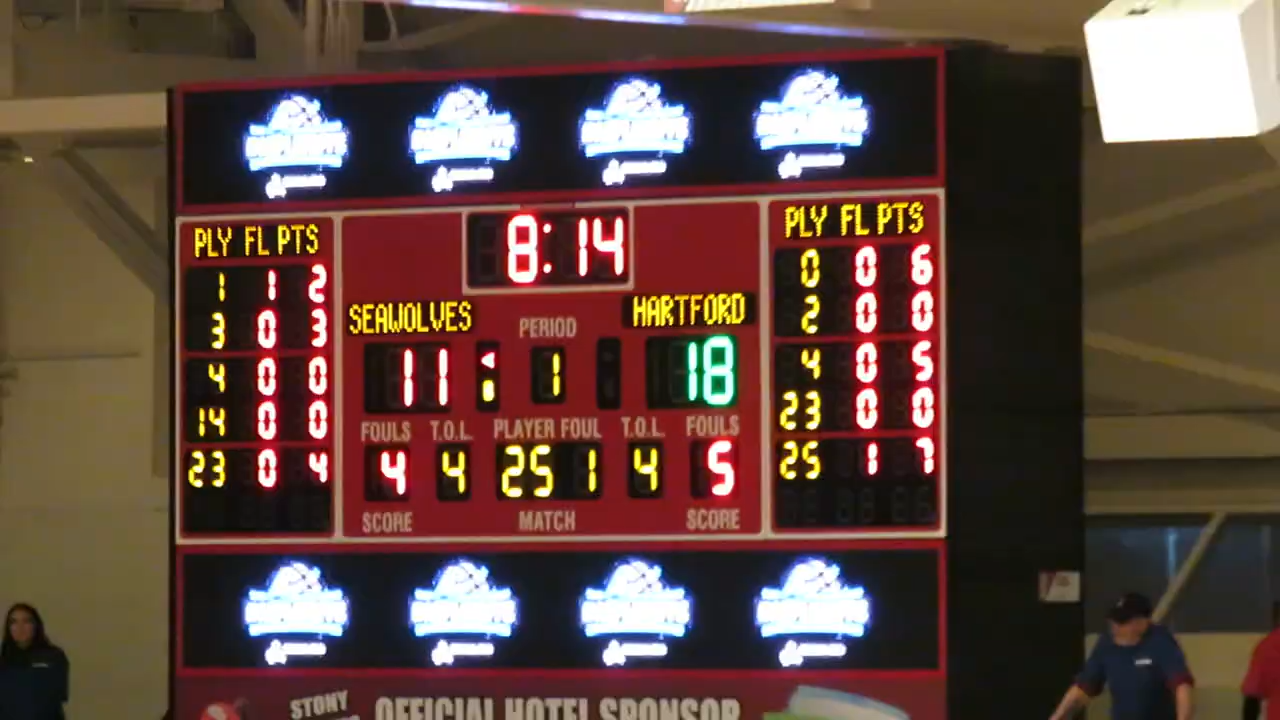 8:14
PLY FL PTS
1 1 2
3 0 3
4 0 0
14 0 0
23 0 4
SEAWOLVES PERIOD HARTFORD
11 1 18
FOULS T.O.L. PLAYER FOUL T.O.L. FOULS
4 4 25 1 4 5
SCORE MATCH SCORE
PLY FL PTS
0 0 6
2 0 0
4 0 5
23 0 0
25 1 7
STONY
OFFICIAL HOTEL SPONSOR